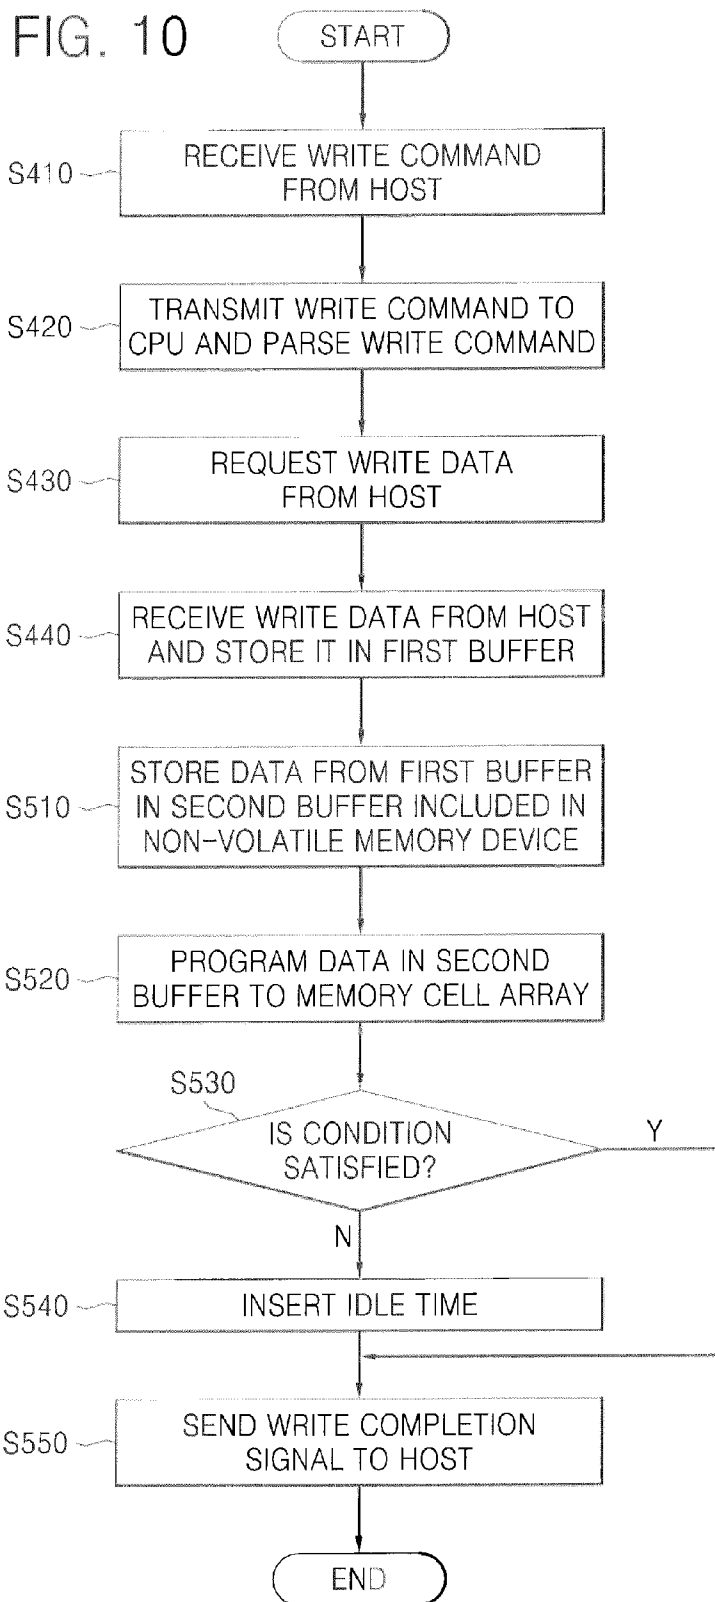 FIG. 10
START
S410
RECEIVE WRITE COMMAND
FROM HOST
S420
TRANSMIT WRITE COMMAND TO
CPU AND PARSE WRITE COMMAND
S430
REQUEST WRITE DATA
FROM HOST
S440
RECEIVE WRITE DATA FROM HOST
AND STORE IT IN FIRST BUFFER
S510
STORE DATA FROM FIRST BUFFER
IN SECOND BUFFER INCLUDED IN
NON-VOLATILE MEMORY DEVICE
S520
PROGRAM DATA IN SECOND
BUFFER TO MEMORY CELL ARRAY
S530
IS CONDITION
SATISFIED?
Y
N
S540
INSERT IDLE TIME
S550
SEND WRITE COMPLETION
SIGNAL TO HOST
END